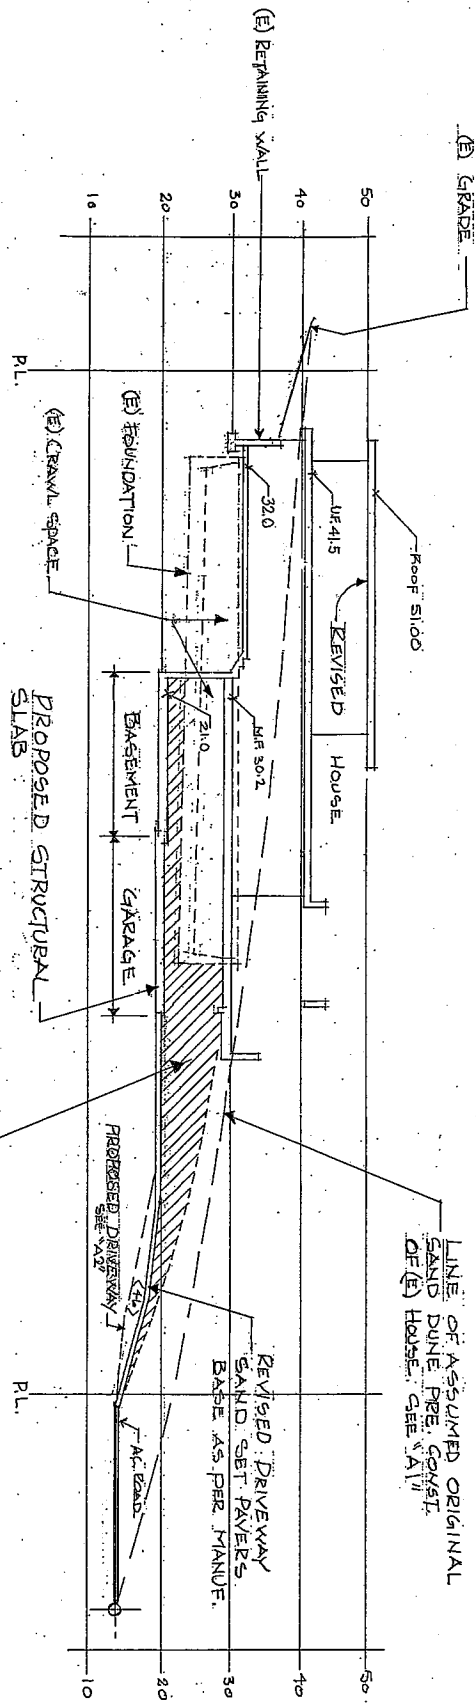 (E) GRADE
(E) RETAINING WALL
50
40
30
20
10
P.L.
ROOF 51.00
U.F. 41.5
REVISED
HOUSE
32.0
M.F. 30.2
21.0
(E) FOUNDATION
(E) CRAWL SPACE
BASEMENT
GARAGE
PROPOSED STRUCTURAL
SLAB
LINE OF ASSUMED ORIGINAL
SAND DUNE PRE. CONST.
OF (E) HOUSE. SEE "A1"
REVISED DRIVEWAY
SAND SET PAVERS
BASE AS PER MANUF.
PROPOSED DRIVEWAY
SEE "A2"
A.C. ROAD
P.L.
50
40
30
20
10